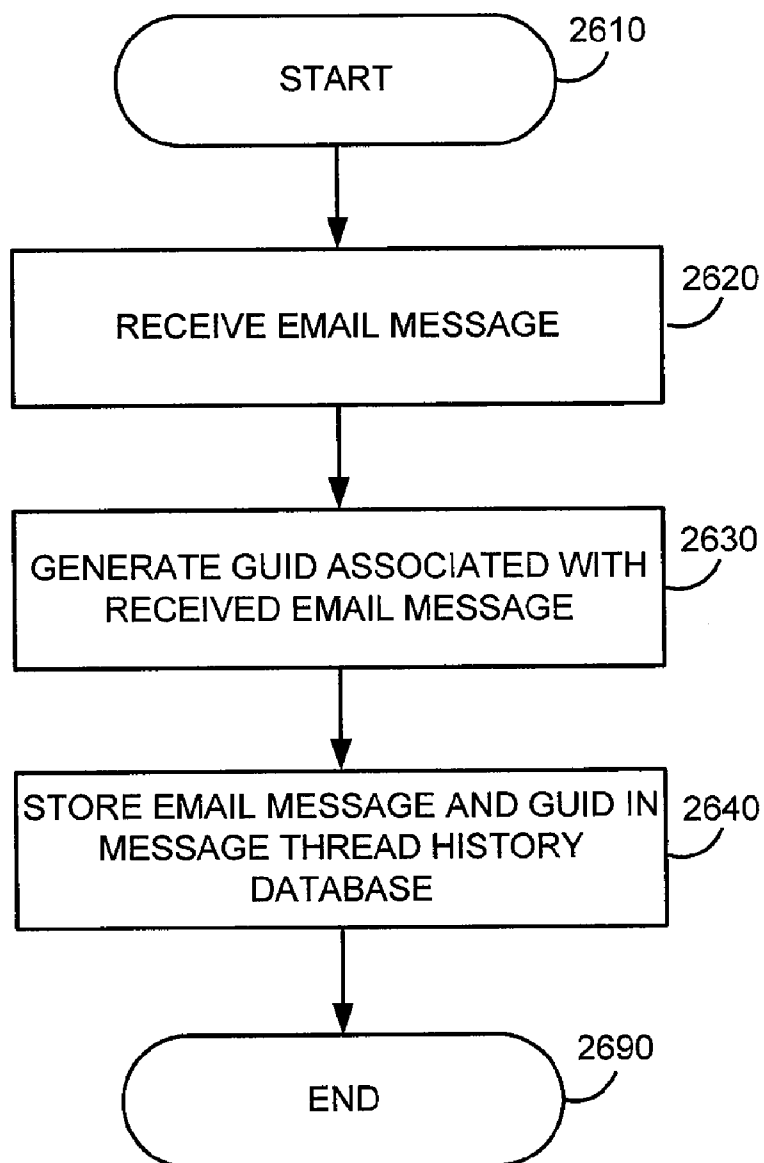 2610
START
2620
RECEIVE EMAIL MESSAGE
2630
GENERATE GUID ASSOCIATED WITH
RECEIVED EMAIL MESSAGE
2640
STORE EMAIL MESSAGE AND GUID IN
MESSAGE THREAD HISTORY
DATABASE
2690
END